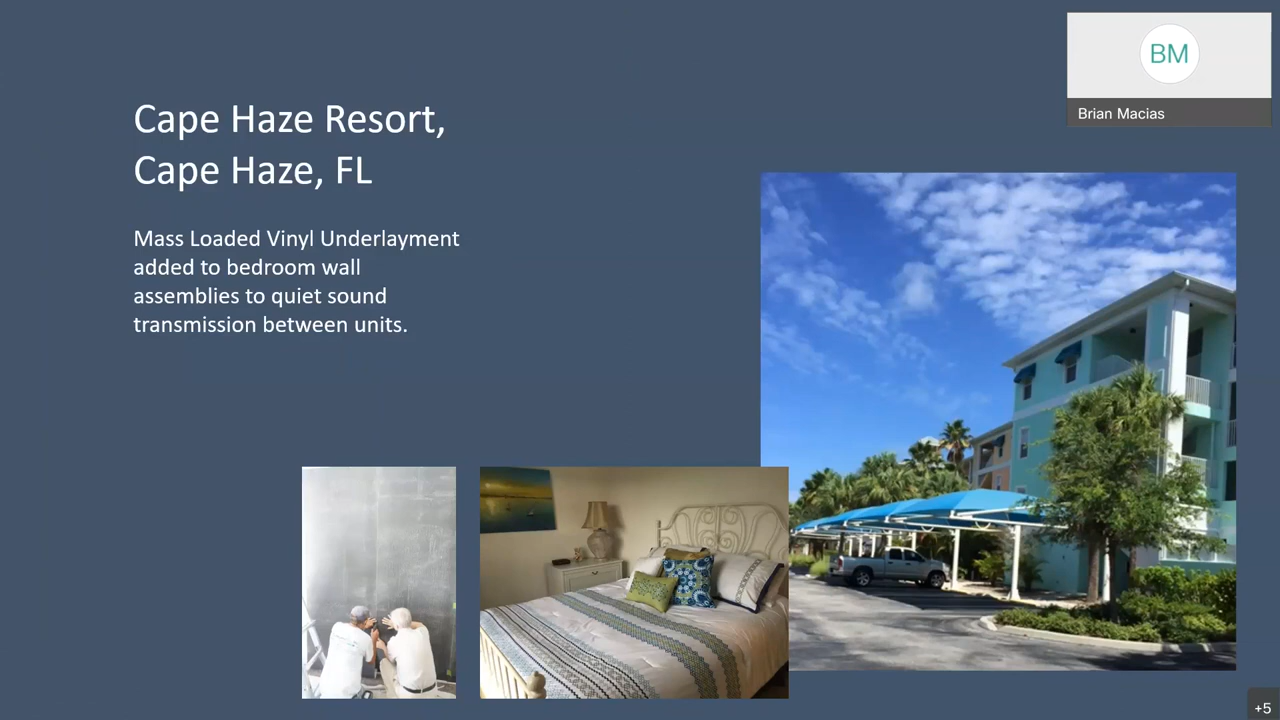 Cape Haze Resort,
Cape Haze, FL
Mass Loaded Vinyl Underlayment
added to bedroom wall
assemblies to quiet sound
transmission between units.
BM
Brian Macias
+5